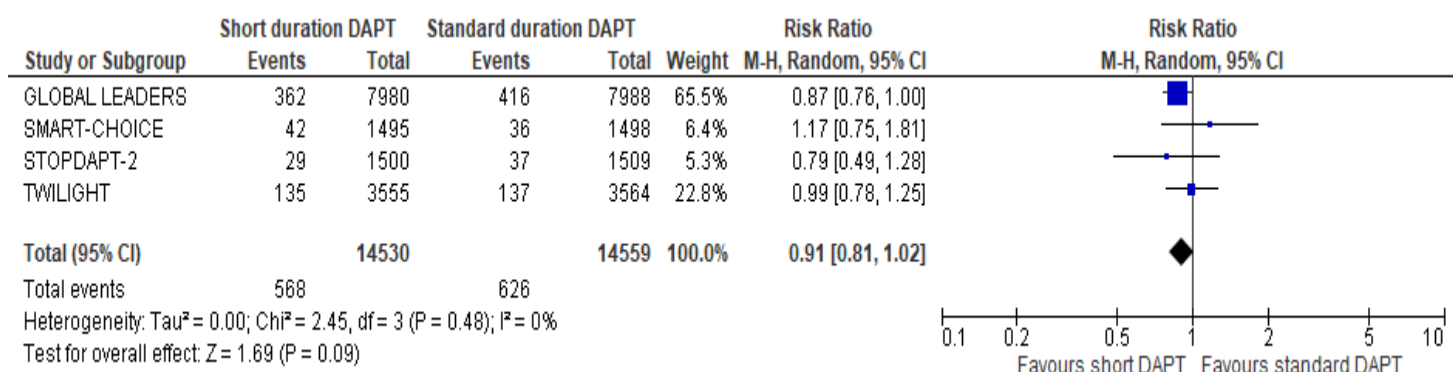 Short duration DAPT Standard duration DAPT Risk Ratio Risk Ratio
Study or Subgroup Events Total Events Total Weight M-H, Random, 95% CI M-H, Random, 95% CI
GLOBAL LEADERS 362 7980 416 7988 65.5% 0.87 [0.76, 1.00]
SMART-CHOICE 42 1495 36 1498 6.4% 1.17 [0.75, 1.81]
STOPDAPT-2 29 1500 37 1509 5.3% 0.79 [0.49, 1.28]
TWILIGHT 135 3555 137 3564 22.8% 0.99 [0.78, 1.25]
Total (95% CI) 14530 14559 100.0% 0.91 [0.81, 1.02]
Total events 568 626
Heterogeneity: Tau² = 0.00; Chi² = 2.45, df = 3 (P = 0.48); I² = 0%
Test for overall effect: Z = 1.69 (P = 0.09)
0.1 0.2 0.5 1 2 5 10
Favours short DAPT Favours standard DAPT